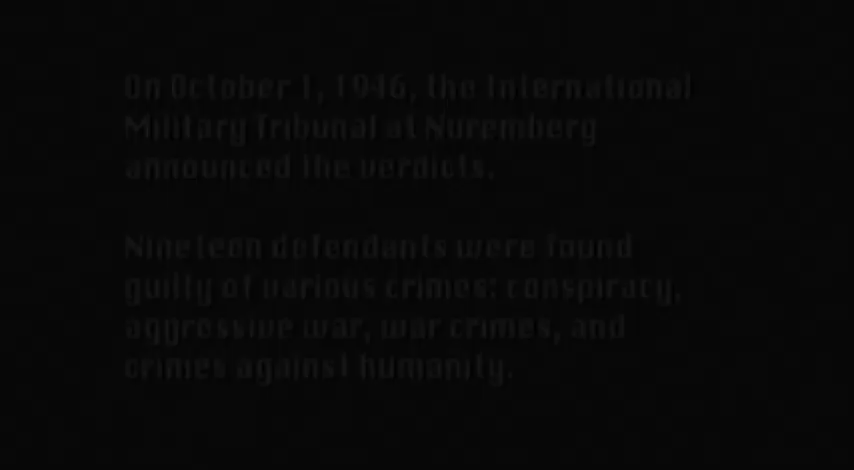 On October 1, 1946, the International
Military Tribunal at Nuremberg
announced the verdicts.
Nineteen defendants were found
guilty of various crimes: conspiracy,
aggressive war, war crimes, and
crimes against humanity.